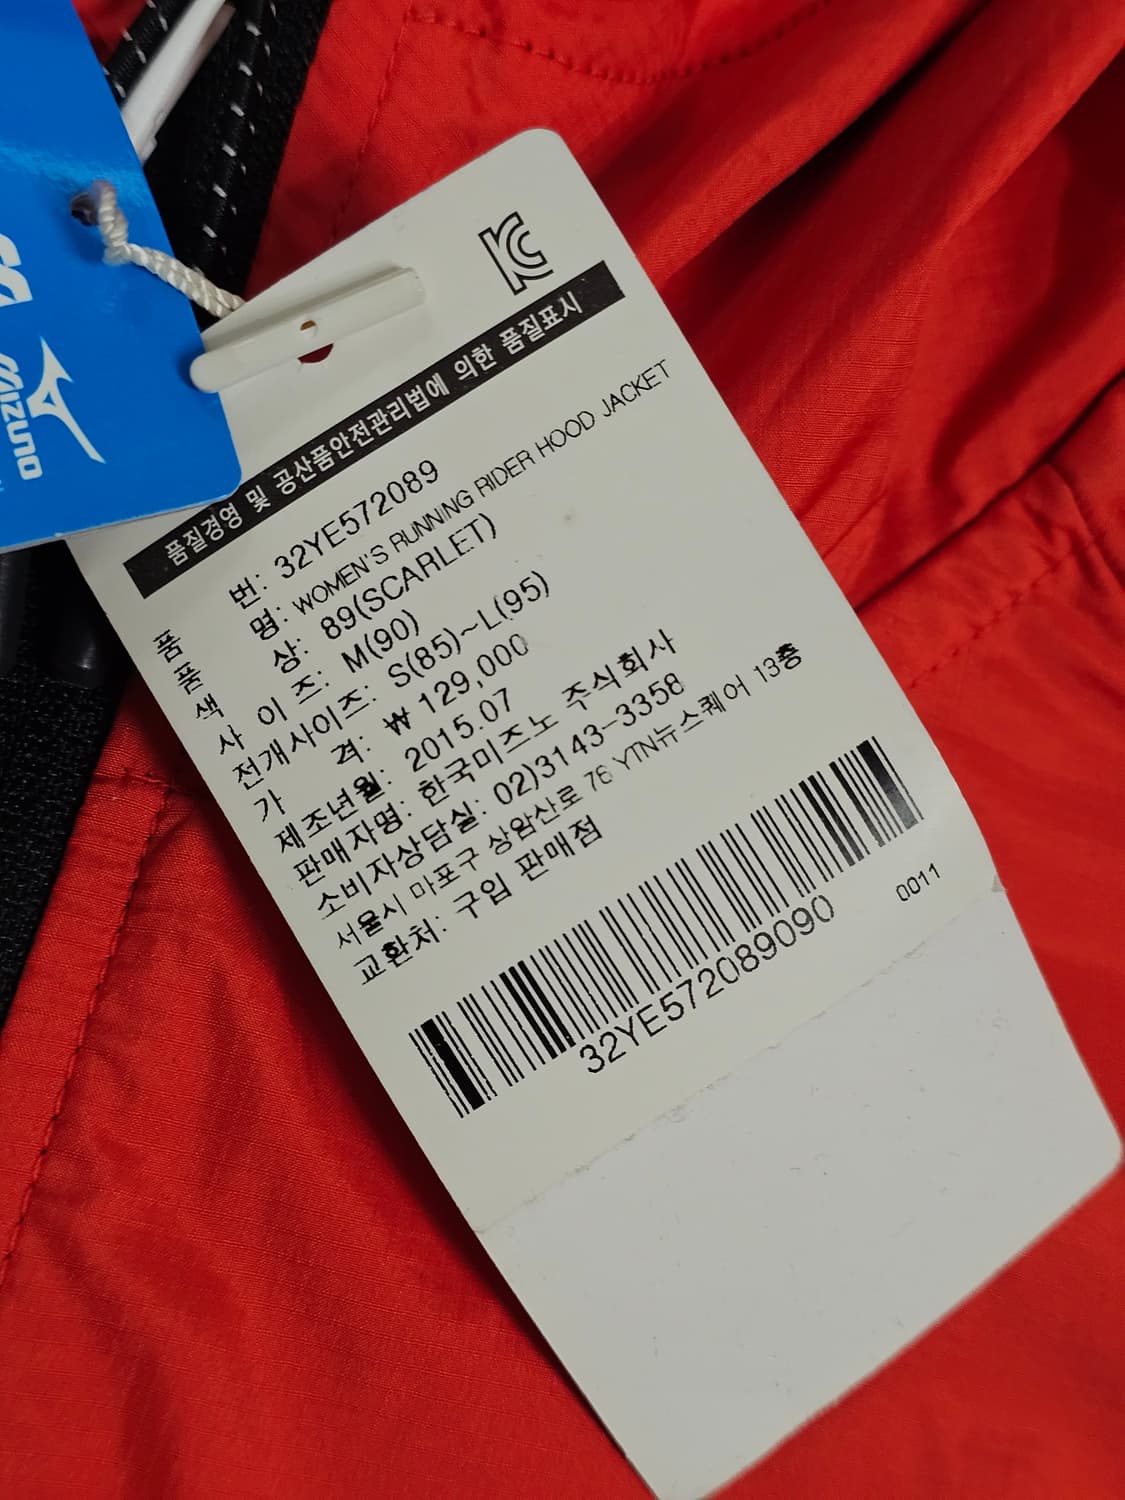 mizuno
KC
품질경영 및 공산품안전관리법에 의한 품질표시
품 번: 32YE572089
품 명: WOMEN'S RUNNING RIDER HOOD JACKET
색 상: 89(SCARLET)
사 이 즈: M(90)
전개사이즈: S(85)~L(95)
가 격: ₩ 129,000
제조년월: 2015.07
판매자명: 한국미즈노 주식회사
소비자상담실: 02)3143-3358
서울시 마포구 상암산로 76 YTN뉴스퀘어 13층
교환처: 구입 판매점
32YE572089090
0011